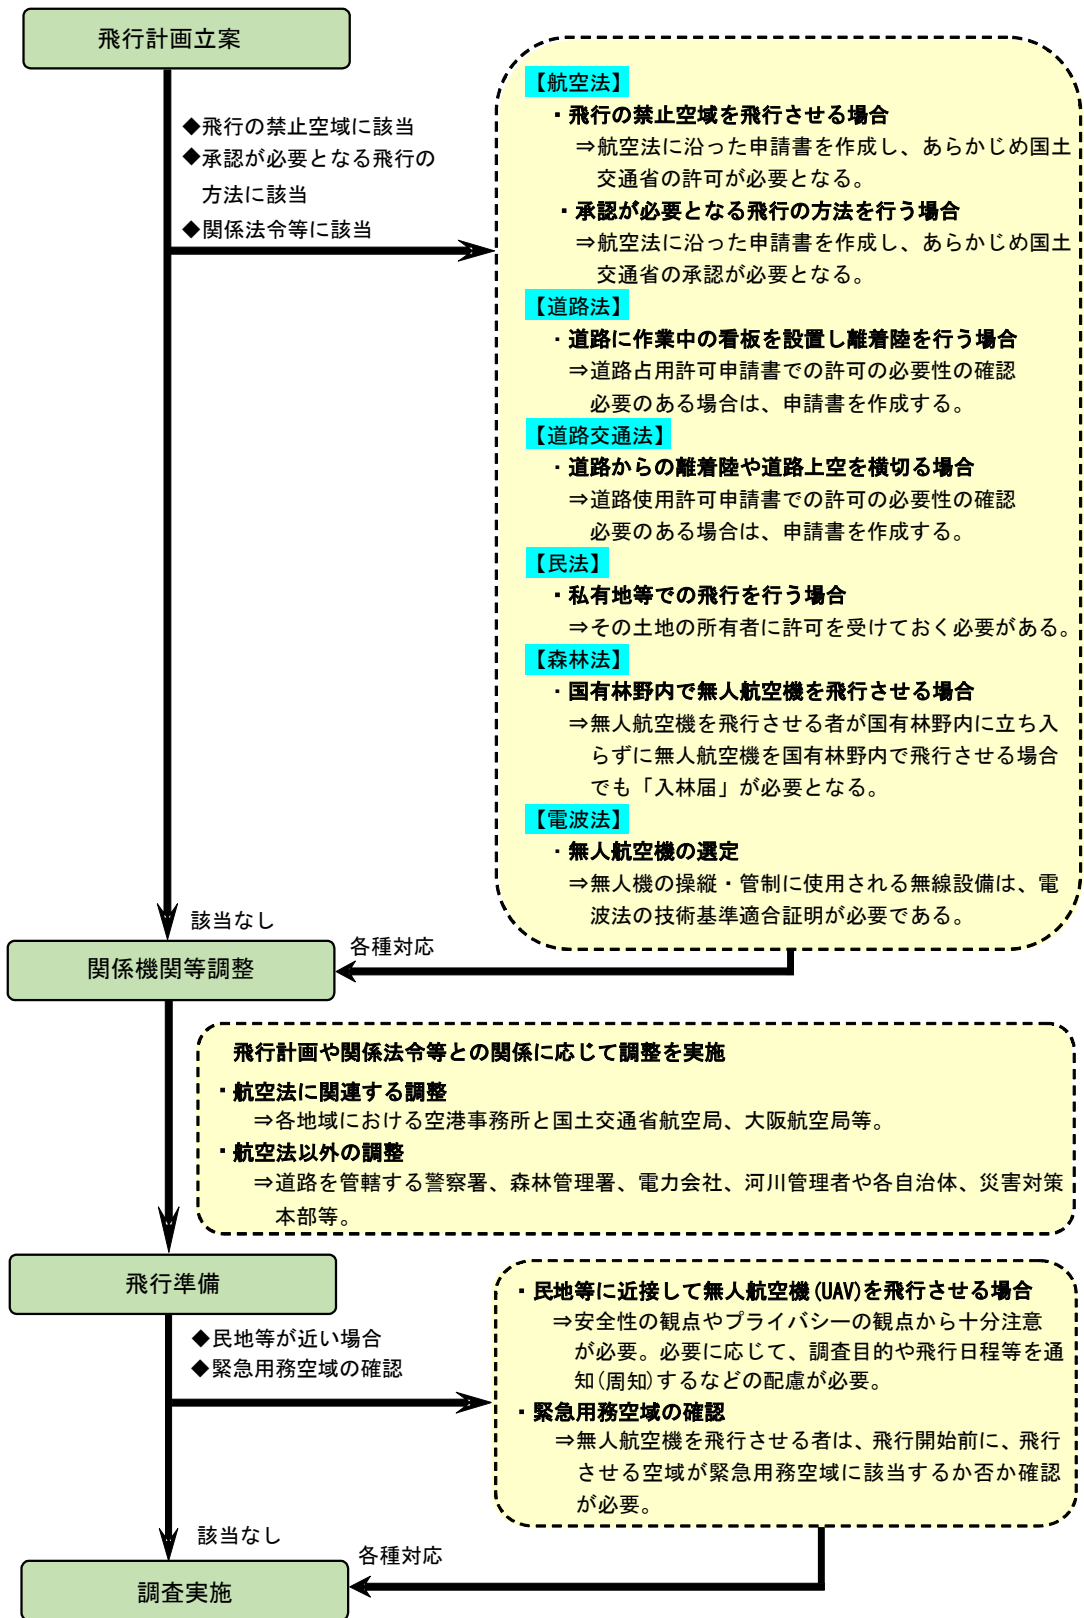 飛行計画立案
◆飛行の禁止空域に該当
◆承認が必要となる飛行の
方法に該当
◆関係法令等に該当
【航空法】
・飛行の禁止空域を飛行させる場合
⇒航空法に沿った申請書を作成し、あらかじめ国土
交通省の許可が必要となる。
・承認が必要となる飛行の方法を行う場合
⇒航空法に沿った申請書を作成し、あらかじめ国土
交通省の承認が必要となる。
【道路法】
・道路に作業中の看板を設置し離着陸を行う場合
⇒道路占用許可申請書での許可の必要性の確認
必要のある場合は、申請書を作成する。
【道路交通法】
・道路からの離着陸や道路上空を横切る場合
⇒道路使用許可申請書での許可の必要性の確認
必要のある場合は、申請書を作成する。
【民法】
・私有地等での飛行を行う場合
⇒その土地の所有者に許可を受けておく必要がある。
【森林法】
・国有林野内で無人航空機を飛行させる場合
⇒無人航空機を飛行させる者が国有林野内に立ち入
らずに無人航空機を国有林野内で飛行させる場合
でも「入林届」が必要となる。
【電波法】
・無人航空機の選定
⇒無人機の操縦・管制に使用される無線設備は、電
波法の技術基準適合証明が必要である。
該当なし
各種対応
関係機関等調整
飛行計画や関係法令等との関係に応じて調整を実施
・航空法に関連する調整
⇒各地域における空港事務所と国土交通省航空局、大阪航空局等。
・航空法以外の調整
⇒道路を管轄する警察署、森林管理署、電力会社、河川管理者や各自治体、災害対策
本部等。
飛行準備
◆民地等が近い場合
◆緊急用務空域の確認
・民地等に近接して無人航空機(UAV)を飛行させる場合
⇒安全性の観点やプライバシーの観点から十分注意
が必要。必要に応じて、調査目的や飛行日程等を通
知(周知)するなどの配慮が必要。
・緊急用務空域の確認
⇒無人航空機を飛行させる者は、飛行開始前に、飛行
させる空域が緊急用務空域に該当するか否か確認
が必要。
該当なし
各種対応
調査実施